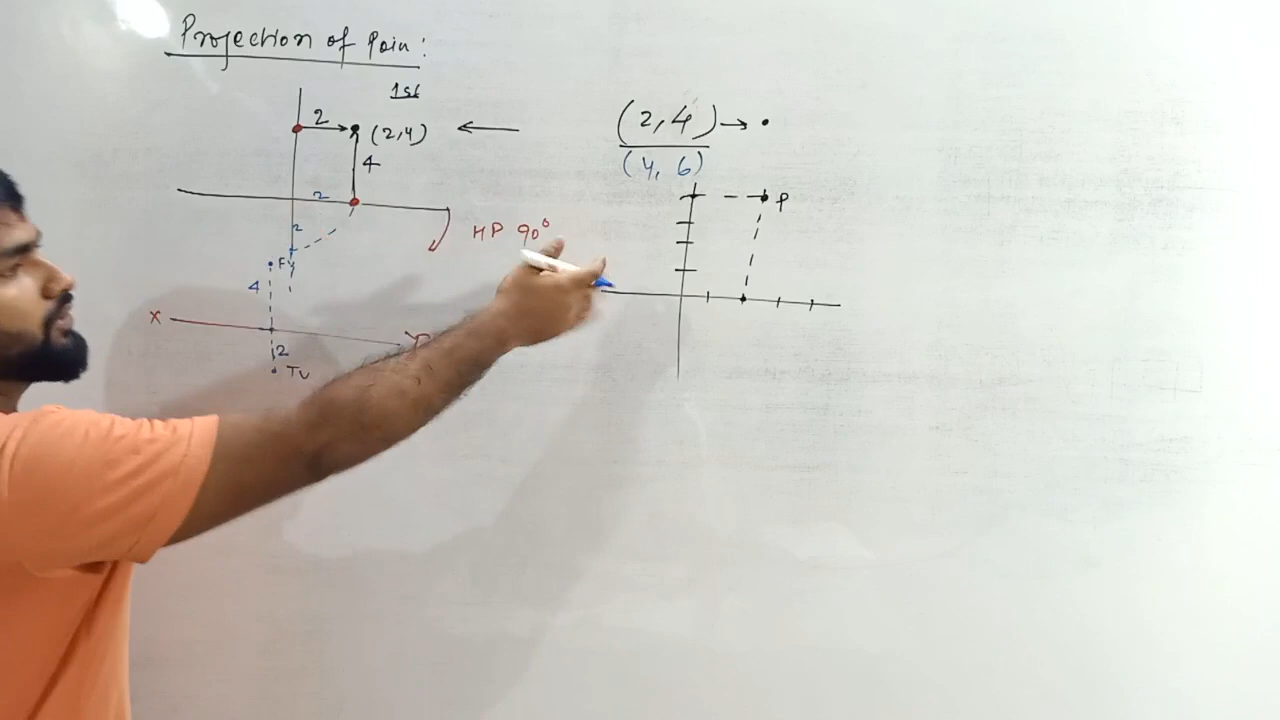 Projection of Poin :
1st
2
(2,4)
4
2
2
HP 90°
Fv
4
X
Y
2
Tv
(2,4) → .
(4, 6)
P